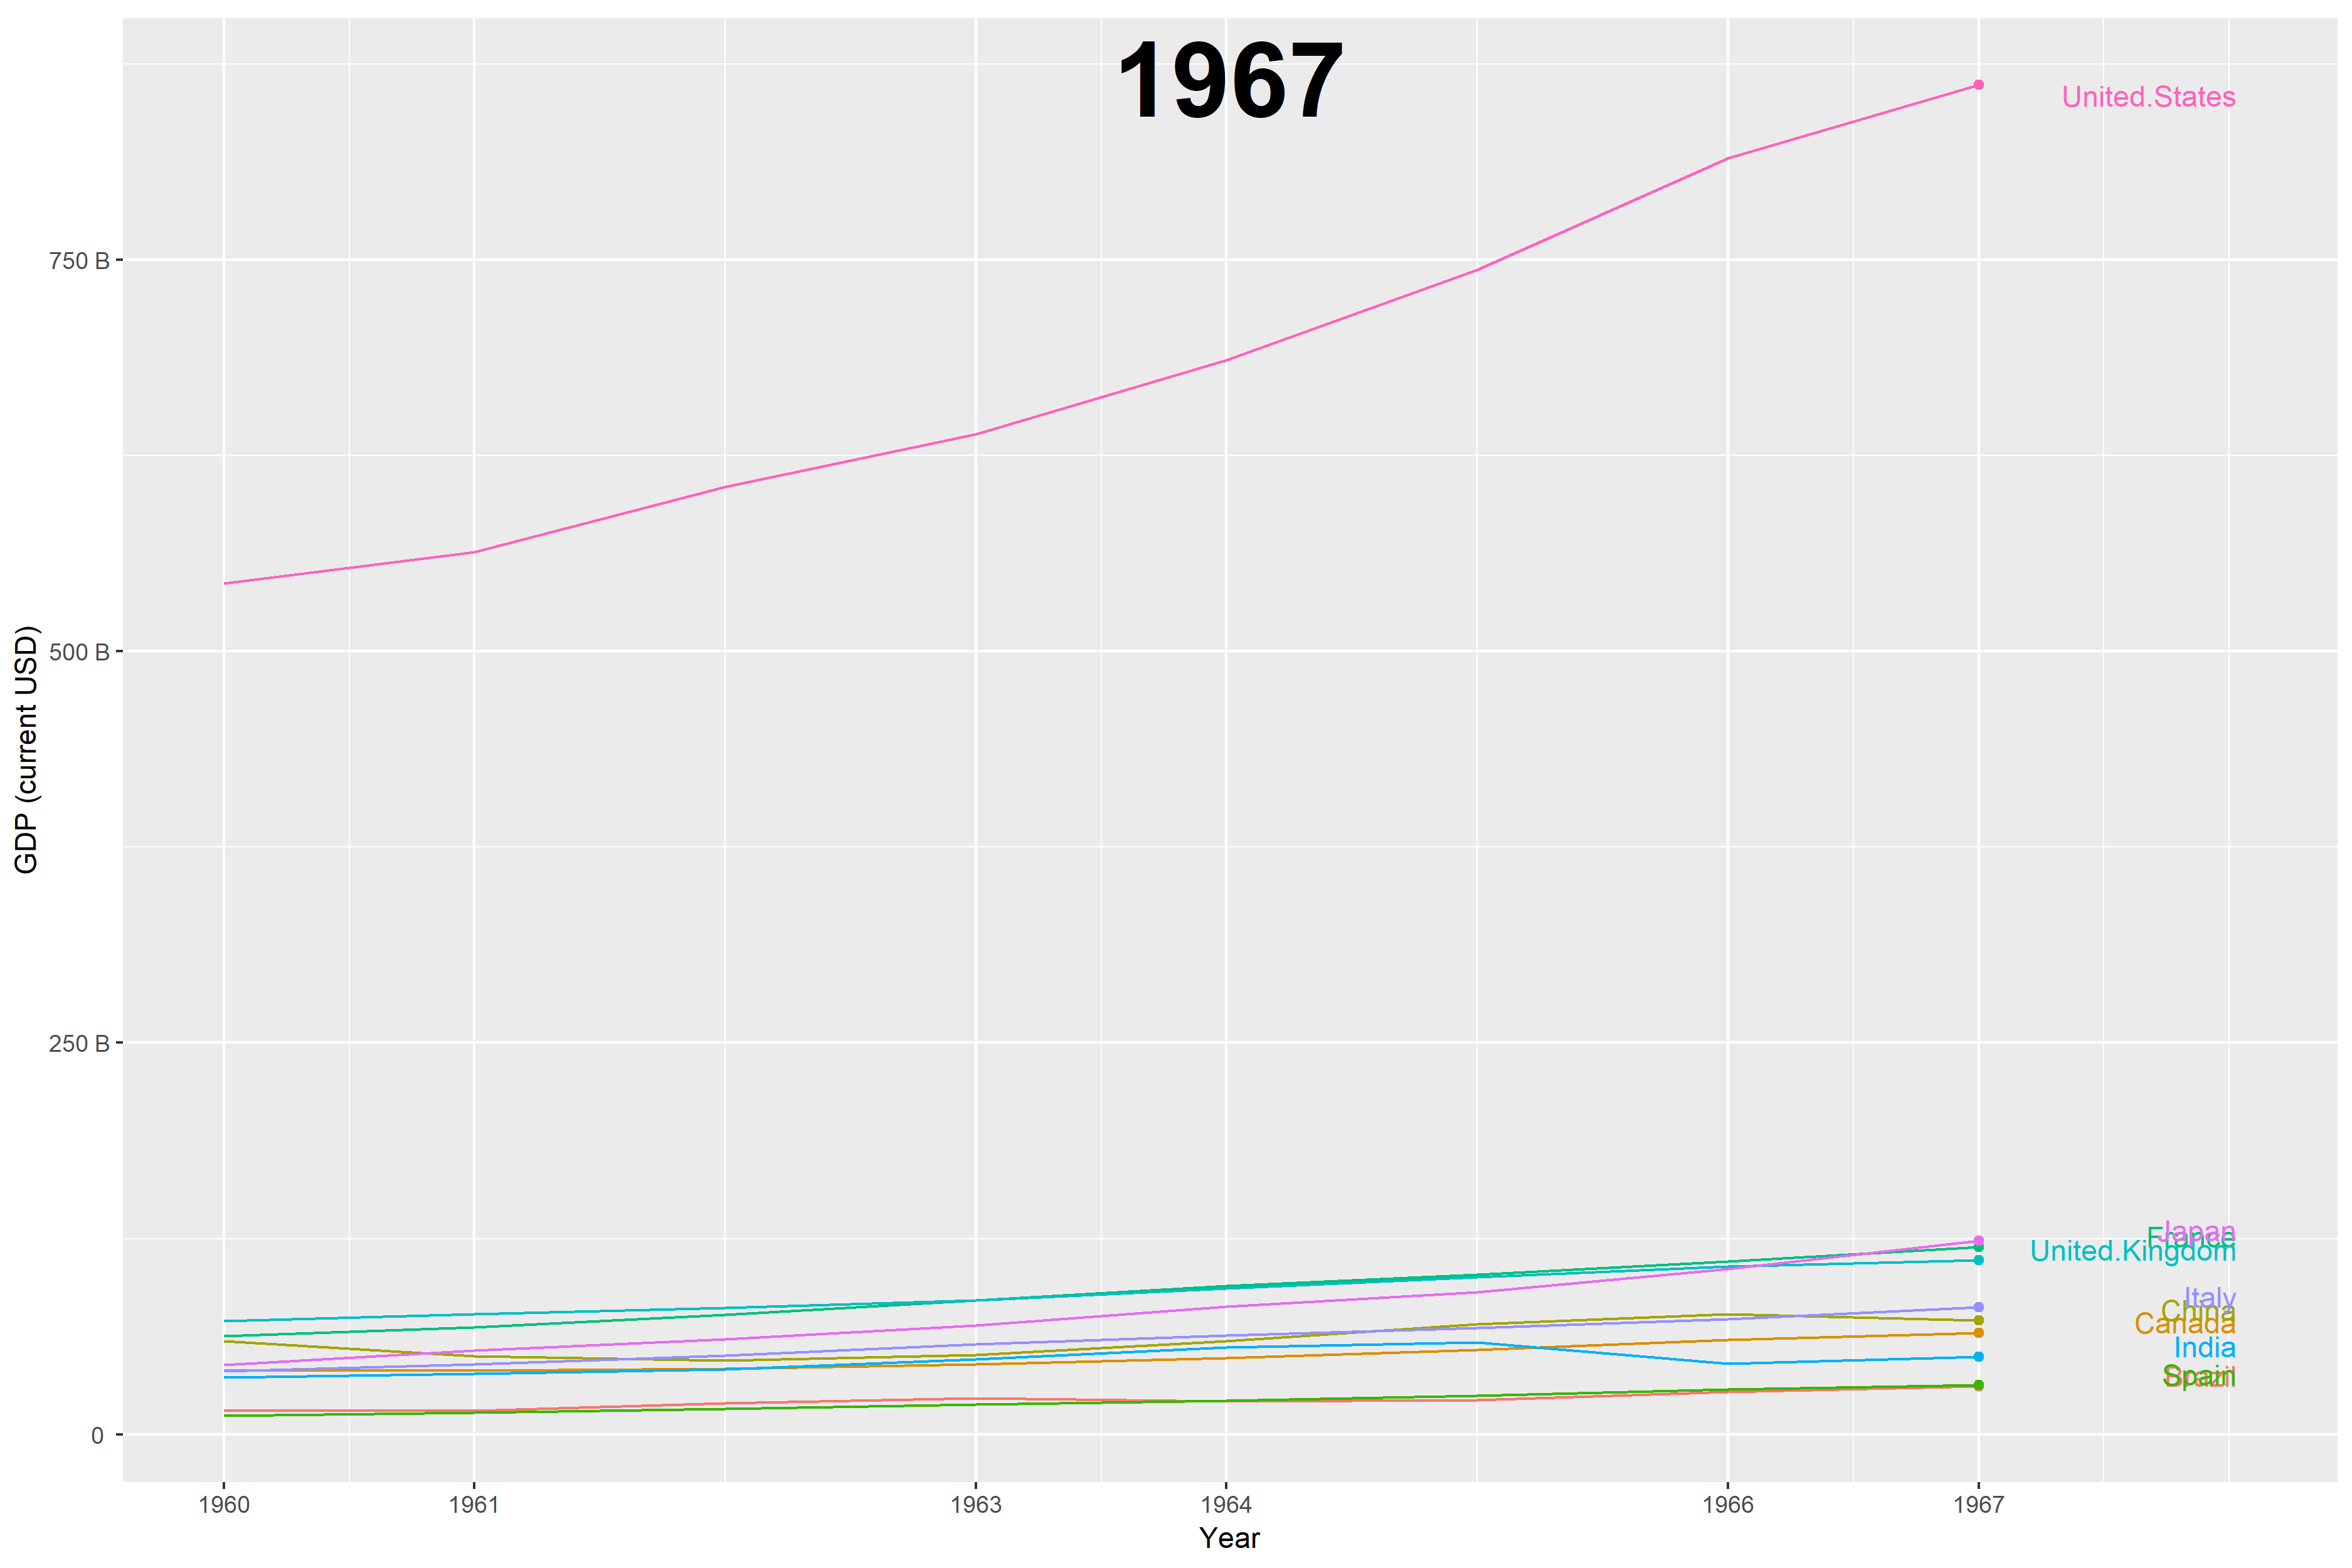 1967
United.States
750 B
500 B
250 B
0
GDP (current USD)
Japan
France
United.Kingdom
Italy
China
Canada
India
Spain
Brazil
1960 1961 1963 1964 1966 1967
Year